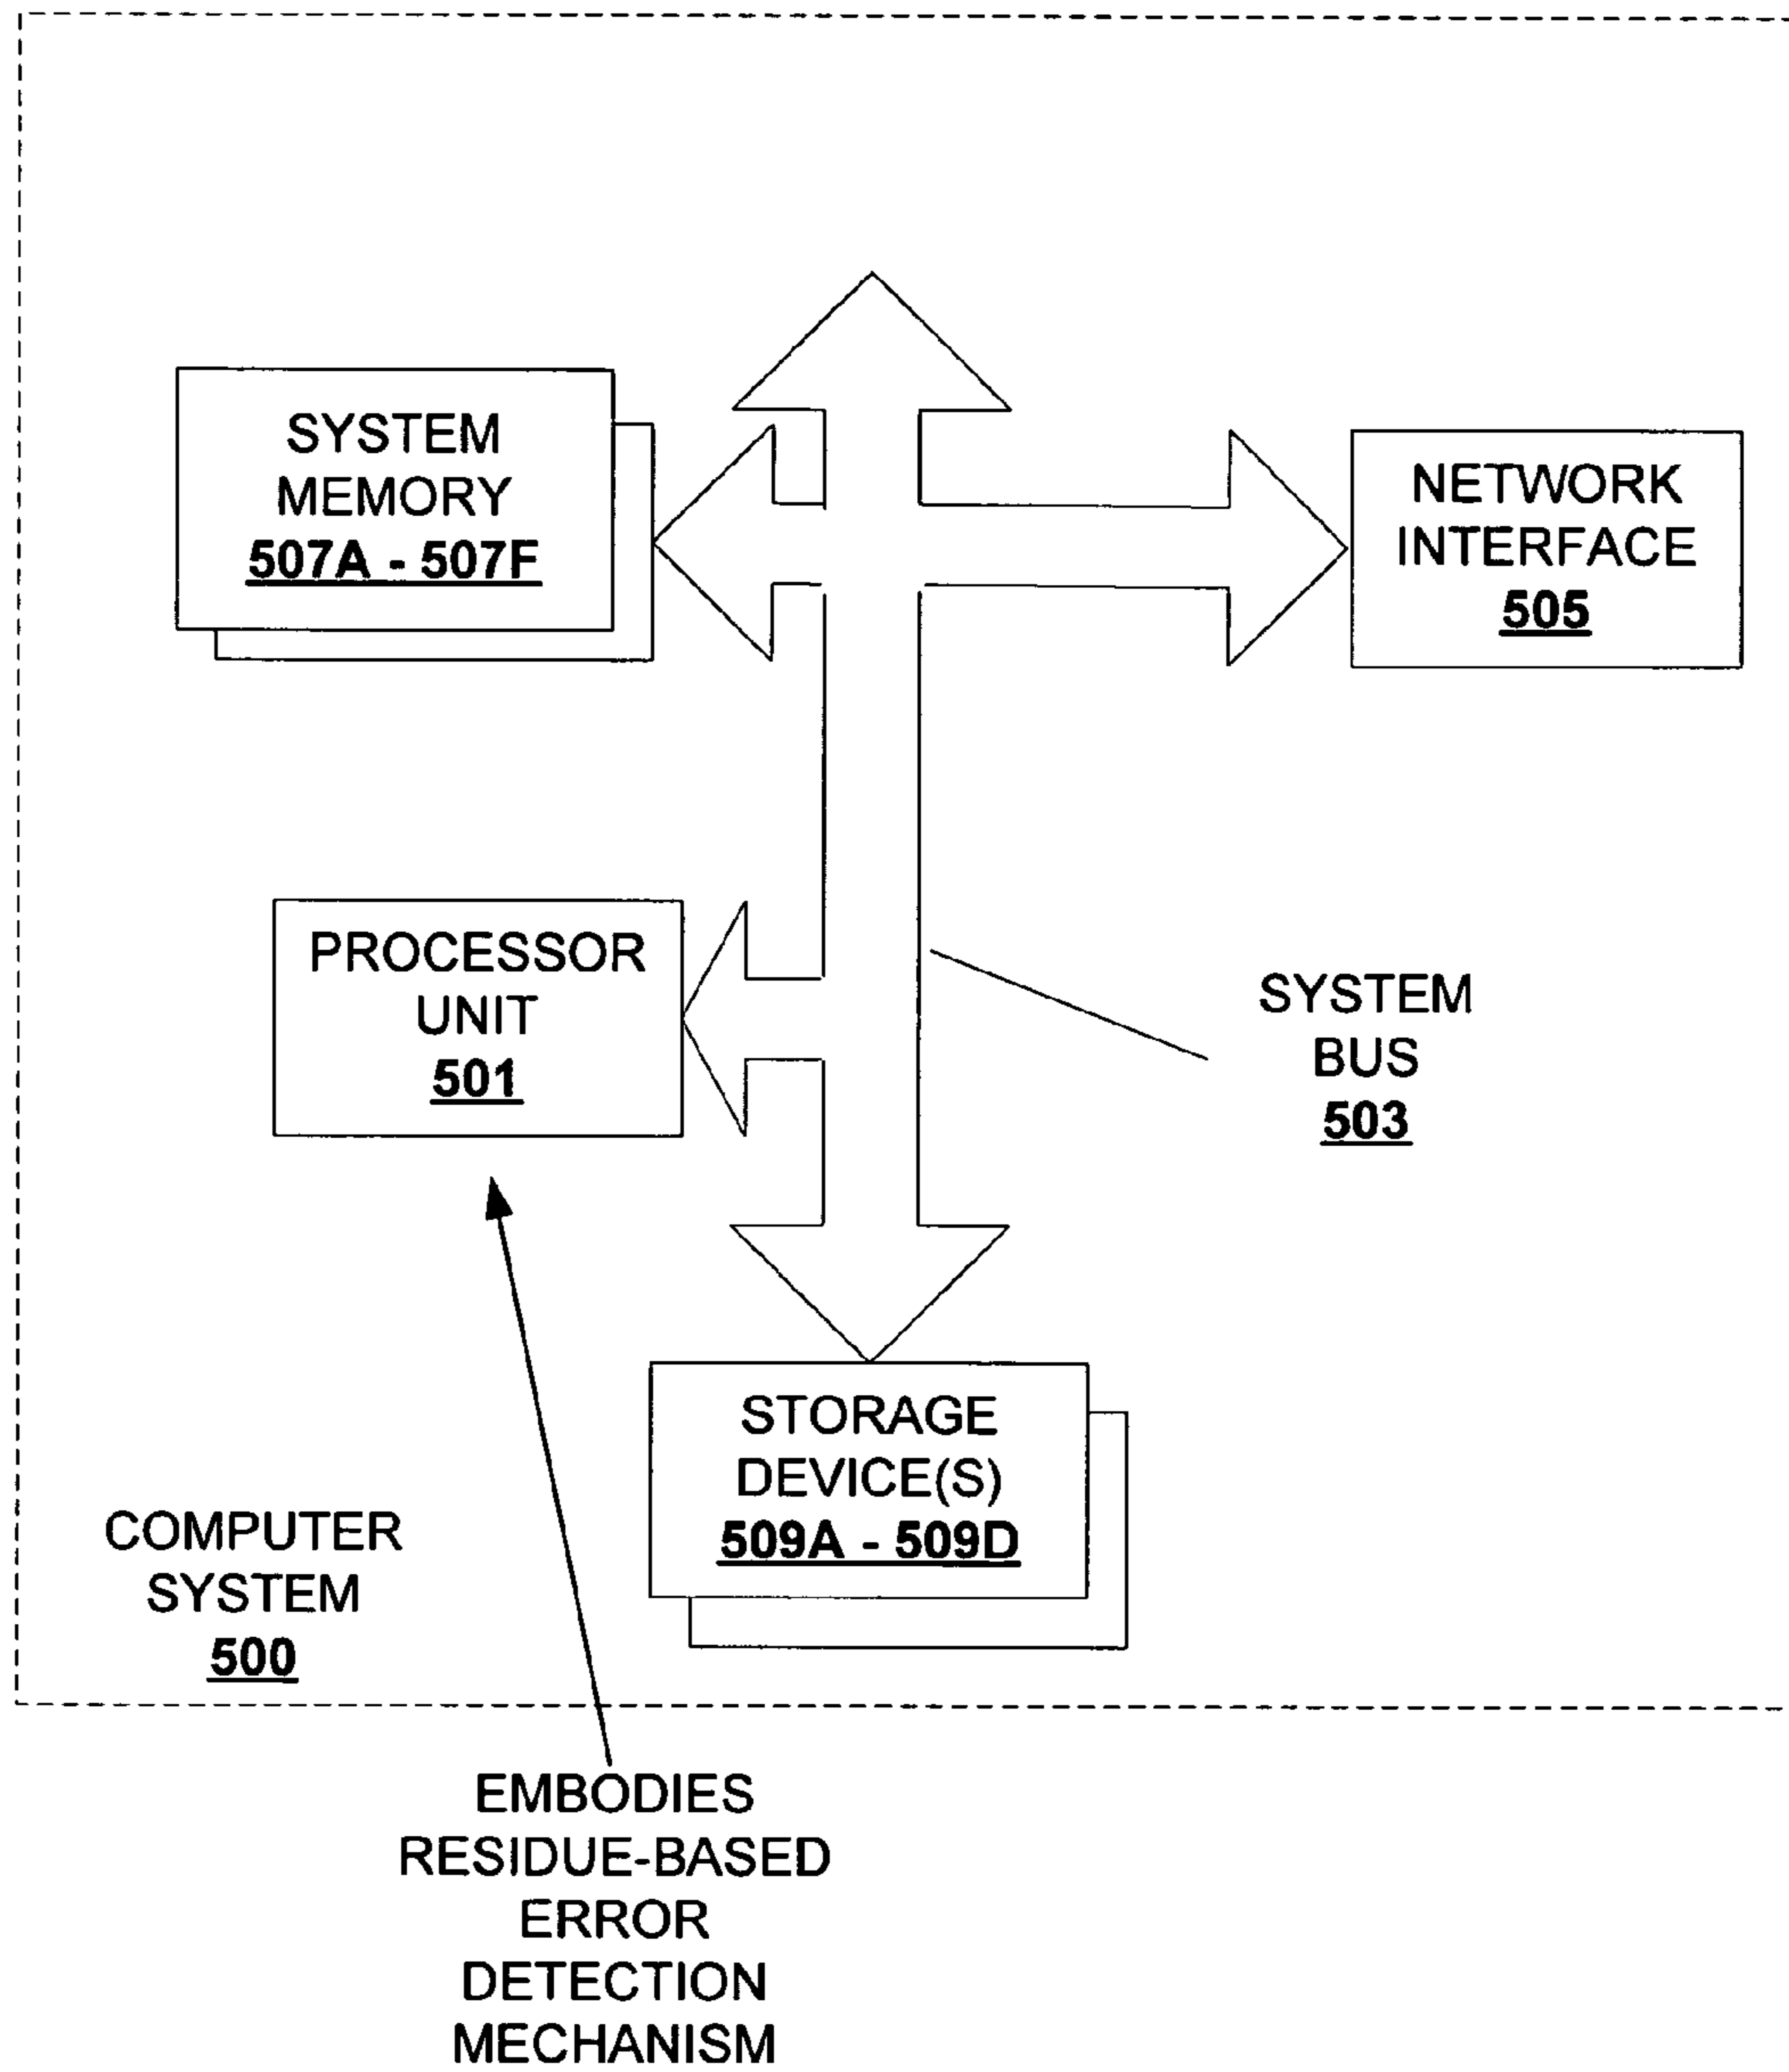 SYSTEM
MEMORY
507A - 507F
NETWORK
INTERFACE
505
PROCESSOR
UNIT
501
SYSTEM
BUS
503
STORAGE
DEVICE(S)
509A - 509D
COMPUTER
SYSTEM
500
EMBODIES
RESIDUE-BASED
ERROR
DETECTION
MECHANISM